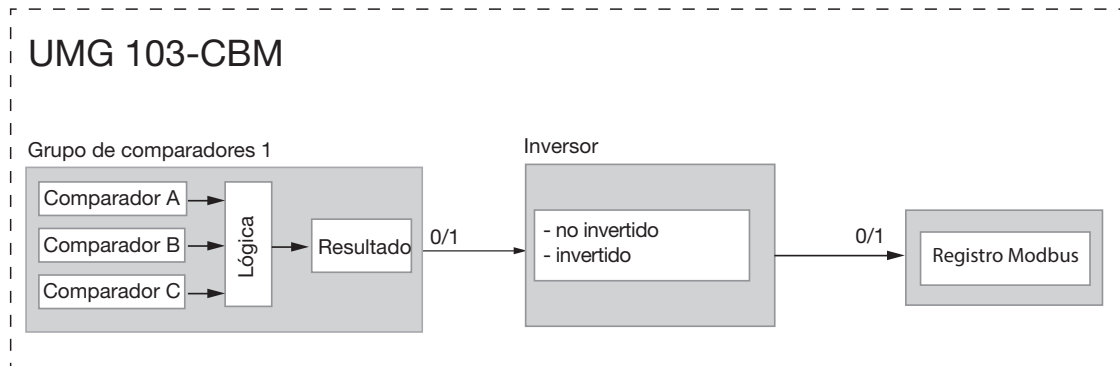 UMG 103-CBM
Grupo de comparadores 1
Comparador A
Comparador B
Comparador C
Lógica
Resultado
0/1
Inversor
- no invertido
- invertido
0/1
Registro Modbus